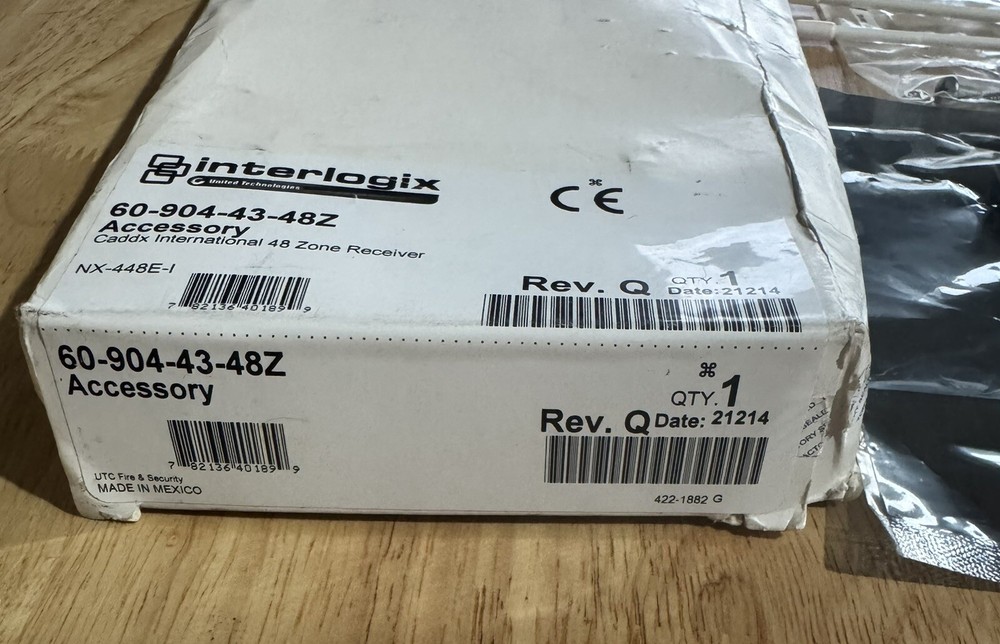 interlogix
United Technologies
60-904-43-48Z
Accessory
Caddx International 48 Zone Receiver
NX-448E-I
7 82136 40189 9
CE
Rev. Q QTY. 1
Date: 21214
60-904-43-48Z
Accessory
7 82136 40189 9
UTC Fire & Security
MADE IN MEXICO
QTY. 1
Rev. Q Date: 21214
422-1882 G